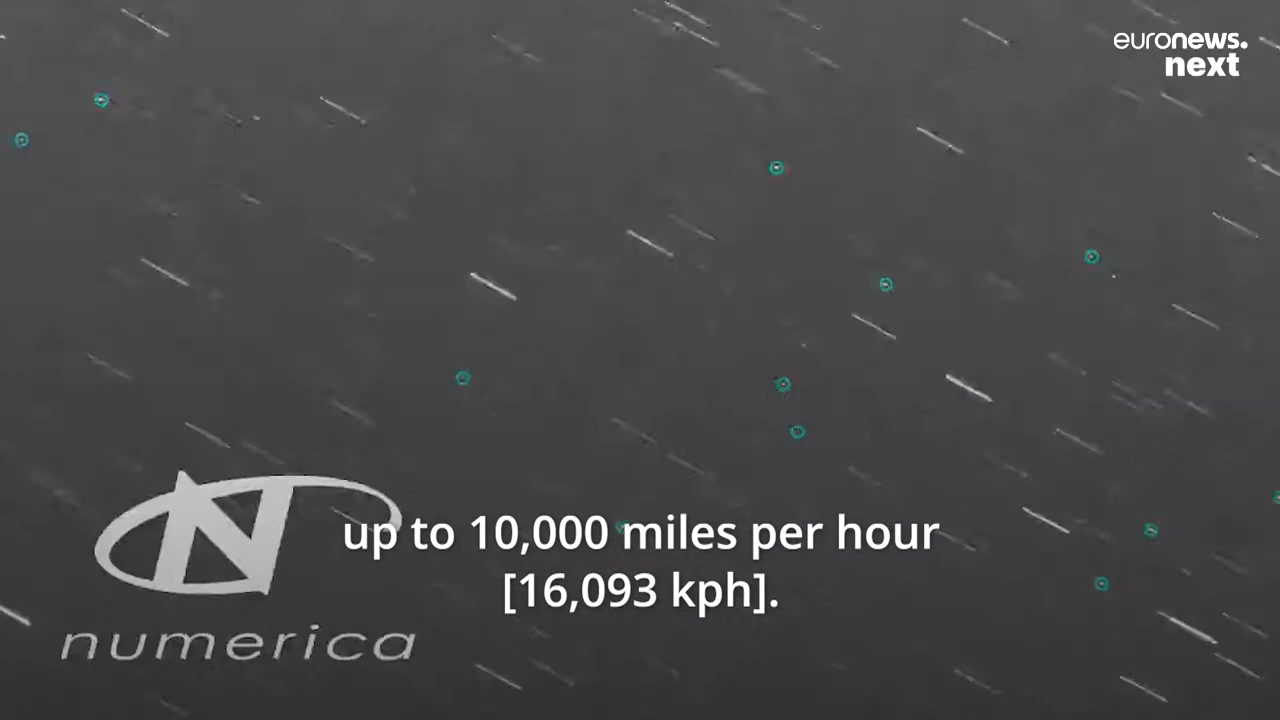 euronews.
next
up to 10,000 miles per hour
[16,093 kph].
numerica